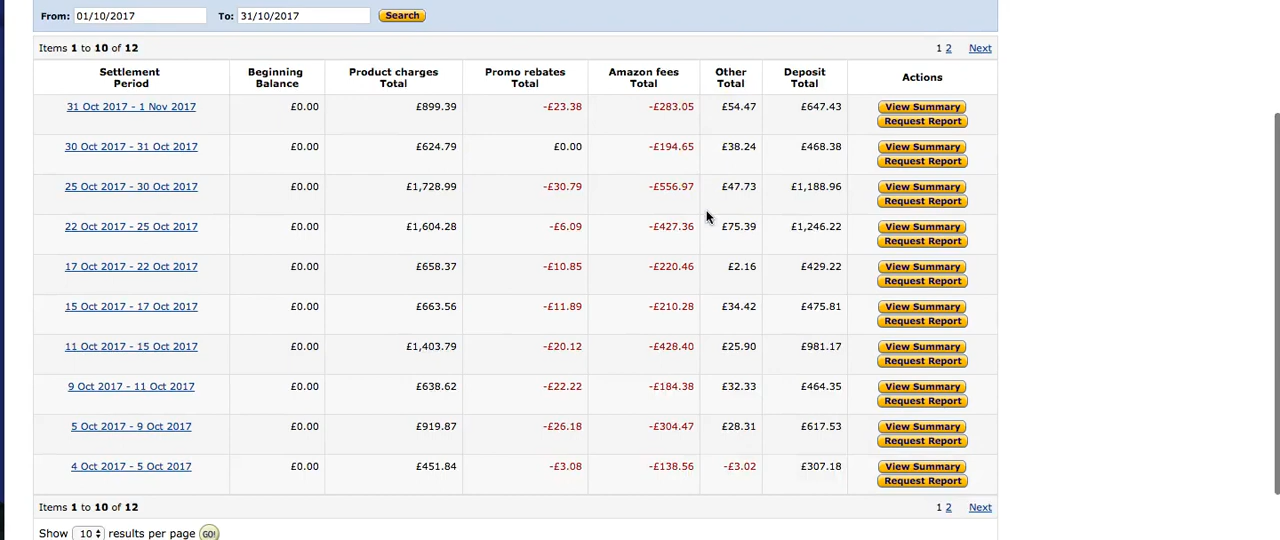 From: 01/10/2017 To: 31/10/2017 Search
Items 1 to 10 of 12 1 2 Next
Settlement Period Beginning Balance Product charges Total Promo rebates Total Amazon fees Total Other Total Deposit Total Actions
31 Oct 2017 - 1 Nov 2017 £0.00 £899.39 -£23.38 -£283.05 £54.47 £647.43 View Summary
Request Report
30 Oct 2017 - 31 Oct 2017 £0.00 £624.79 £0.00 -£194.65 £38.24 £468.38 View Summary
Request Report
25 Oct 2017 - 30 Oct 2017 £0.00 £1,728.99 -£30.79 -£556.97 £47.73 £1,188.96 View Summary
Request Report
22 Oct 2017 - 25 Oct 2017 £0.00 £1,604.28 -£6.09 -£427.36 £75.39 £1,246.22 View Summary
Request Report
17 Oct 2017 - 22 Oct 2017 £0.00 £658.37 -£10.85 -£220.46 £2.16 £429.22 View Summary
Request Report
15 Oct 2017 - 17 Oct 2017 £0.00 £663.56 -£11.89 -£210.28 £34.42 £475.81 View Summary
Request Report
11 Oct 2017 - 15 Oct 2017 £0.00 £1,403.79 -£20.12 -£428.40 £25.90 £981.17 View Summary
Request Report
9 Oct 2017 - 11 Oct 2017 £0.00 £638.62 -£22.22 -£184.38 £32.33 £464.35 View Summary
Request Report
5 Oct 2017 - 9 Oct 2017 £0.00 £919.87 -£26.18 -£304.47 £28.31 £617.53 View Summary
Request Report
4 Oct 2017 - 5 Oct 2017 £0.00 £451.84 -£3.08 -£138.56 -£3.02 £307.18 View Summary
Request Report
Items 1 to 10 of 12 1 2 Next
Show 10 results per page GO!